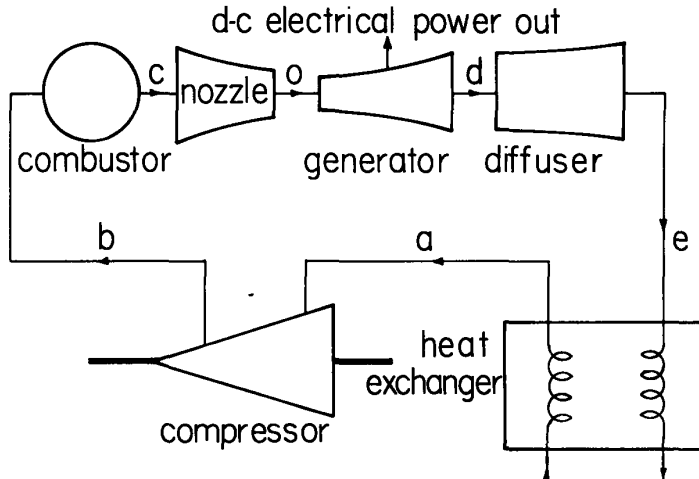 d-c electrical power out
c
nozzle
o
d
combustor
generator
diffuser
b
a
e
heat
exchanger
compressor